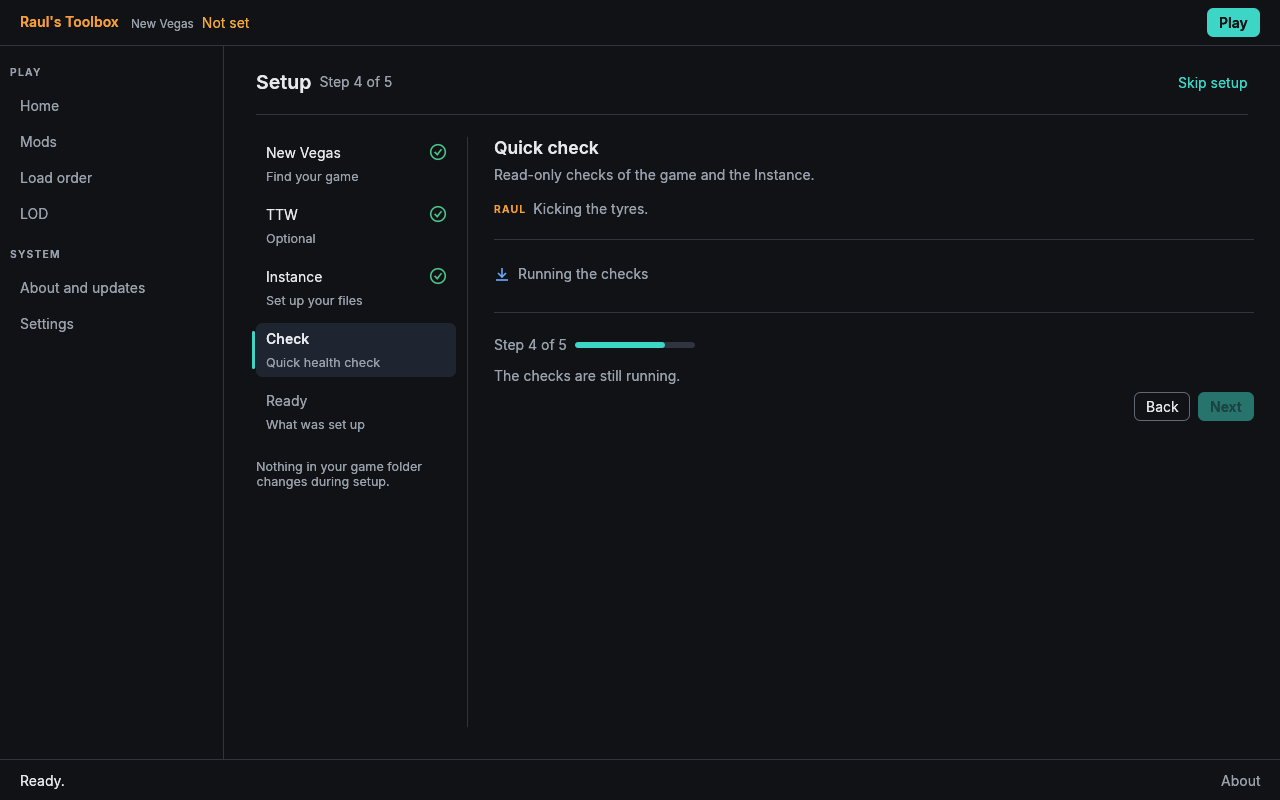 Raul's Toolbox New Vegas Not set
Play
PLAY
Home
Mods
Load order
LOD
SYSTEM
About and updates
Settings
Setup Step 4 of 5
Skip setup
New Vegas
Find your game
TTW
Optional
Instance
Set up your files
Check
Quick health check
Ready
What was set up
Nothing in your game folder
changes during setup.
Quick check
Read-only checks of the game and the Instance.
RAUL Kicking the tyres.
Running the checks
Step 4 of 5
The checks are still running.
Back
Next
Ready.
About